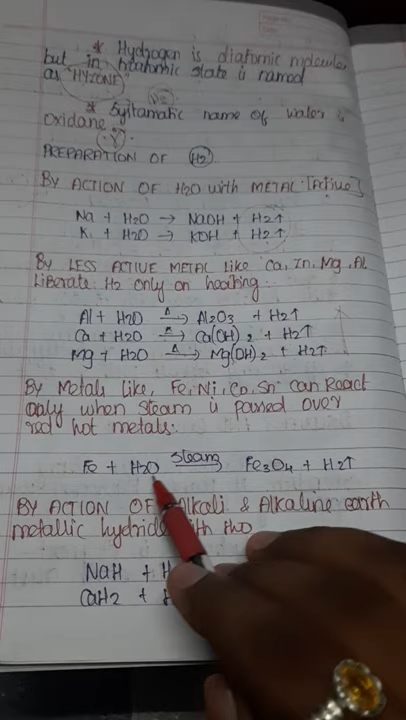 * Hydrogen is diatomic molecular
but in triatomic state is named
as "HYZONE"
* Systamatic name of water is
oxidane
PREPARATION OF H2
BY ACTION OF H2O with METAL [Active]
Na + H2O → NaOH + H2↑
K + H2O → KOH + H2↑
By LESS ACTIVE METAL like Ca, Zn, Mg, Al
liberate H2 only on heating.
Al + H2O Δ→ Al2O3 + H2↑
Ca + H2O Δ→ Ca(OH)2 + H2↑
Mg + H2O Δ→ Mg(OH)2 + H2↑
By Metals Like, Fe, Ni, Co, Sn can React
only when steam is passed over
red hot metals.
Fe + H2O Steam→ Fe3O4 + H2↑
BY ACTION OF Alkali & Alkaline earth
metallic hydride with H2O
NaH + H
CaH2 +